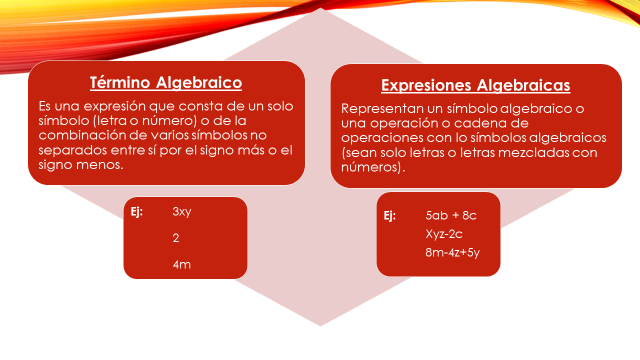 Término Algebraico
Es una expresión que consta de un solo
símbolo (letra o número) o de la
combinación de varios símbolos no
separados entre sí por el signo más o el
signo menos.
Ej: 3xy
2
4m
Expresiones Algebraicas
Representan un símbolo algebraico o
una operación o cadena de
operaciones con lo símbolos algebraicos
(sean solo letras o letras mezcladas con
números).
Ej: 5ab + 8c
Xyz-2c
8m-4z+5y